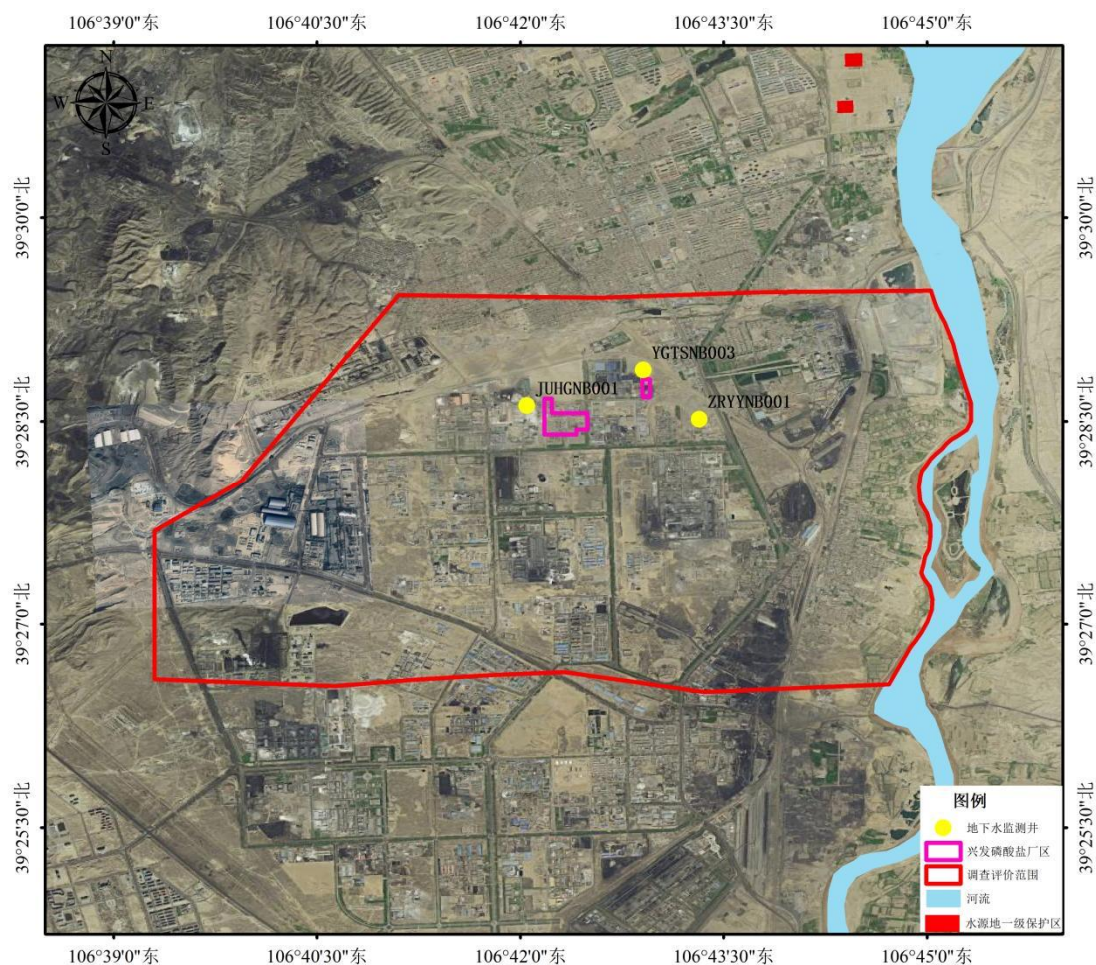 106°39'0"东 106°40'30"东 106°42'0"东 106°43'30"东 106°45'0"东
N
W E
S
39°30'0"北 39°30'0"北
YGTSNB003
JUHGNB001
ZRYYNB001
39°28'30"北 39°28'30"北
39°27'0"北 39°27'0"北
图例
地下水监测井
39°25'30"北 39°25'30"北
兴发磷酸盐厂区
调查评价范围
河流
水源地一级保护区
106°39'0"东 106°40'30"东 106°42'0"东 106°43'30"东 106°45'0"东